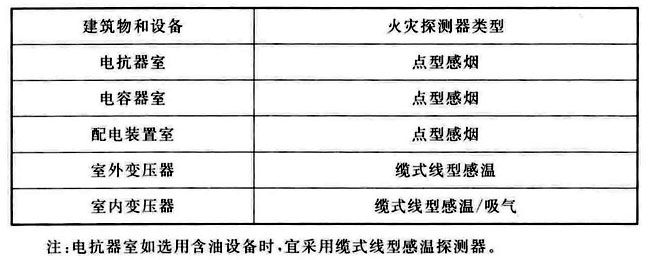 建筑物和设备 火灾探测器类型
电抗器室 点型感烟
电容器室 点型感烟
配电装置室 点型感烟
室外变压器 缆式线型感温
室内变压器 缆式线型感温/吸气
注:电抗器室如选用含油设备时,宜采用缆式线型感温探测器。